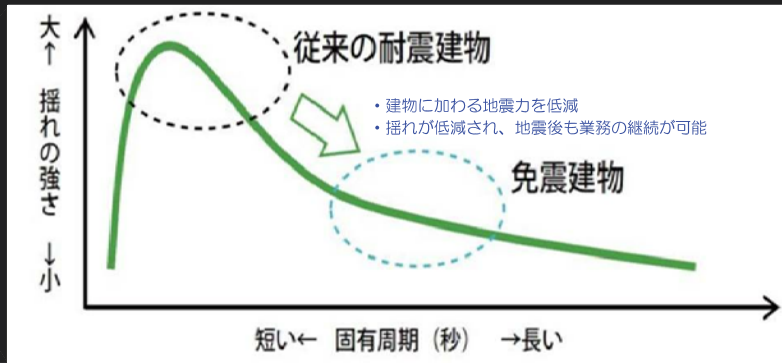 大↑ 揺れの強さ ↓小
従来の耐震建物
・建物に加わる地震力を低減
・揺れが低減され、地震後も業務の継続が可能
免震建物
短い← 固有周期（秒） →長い